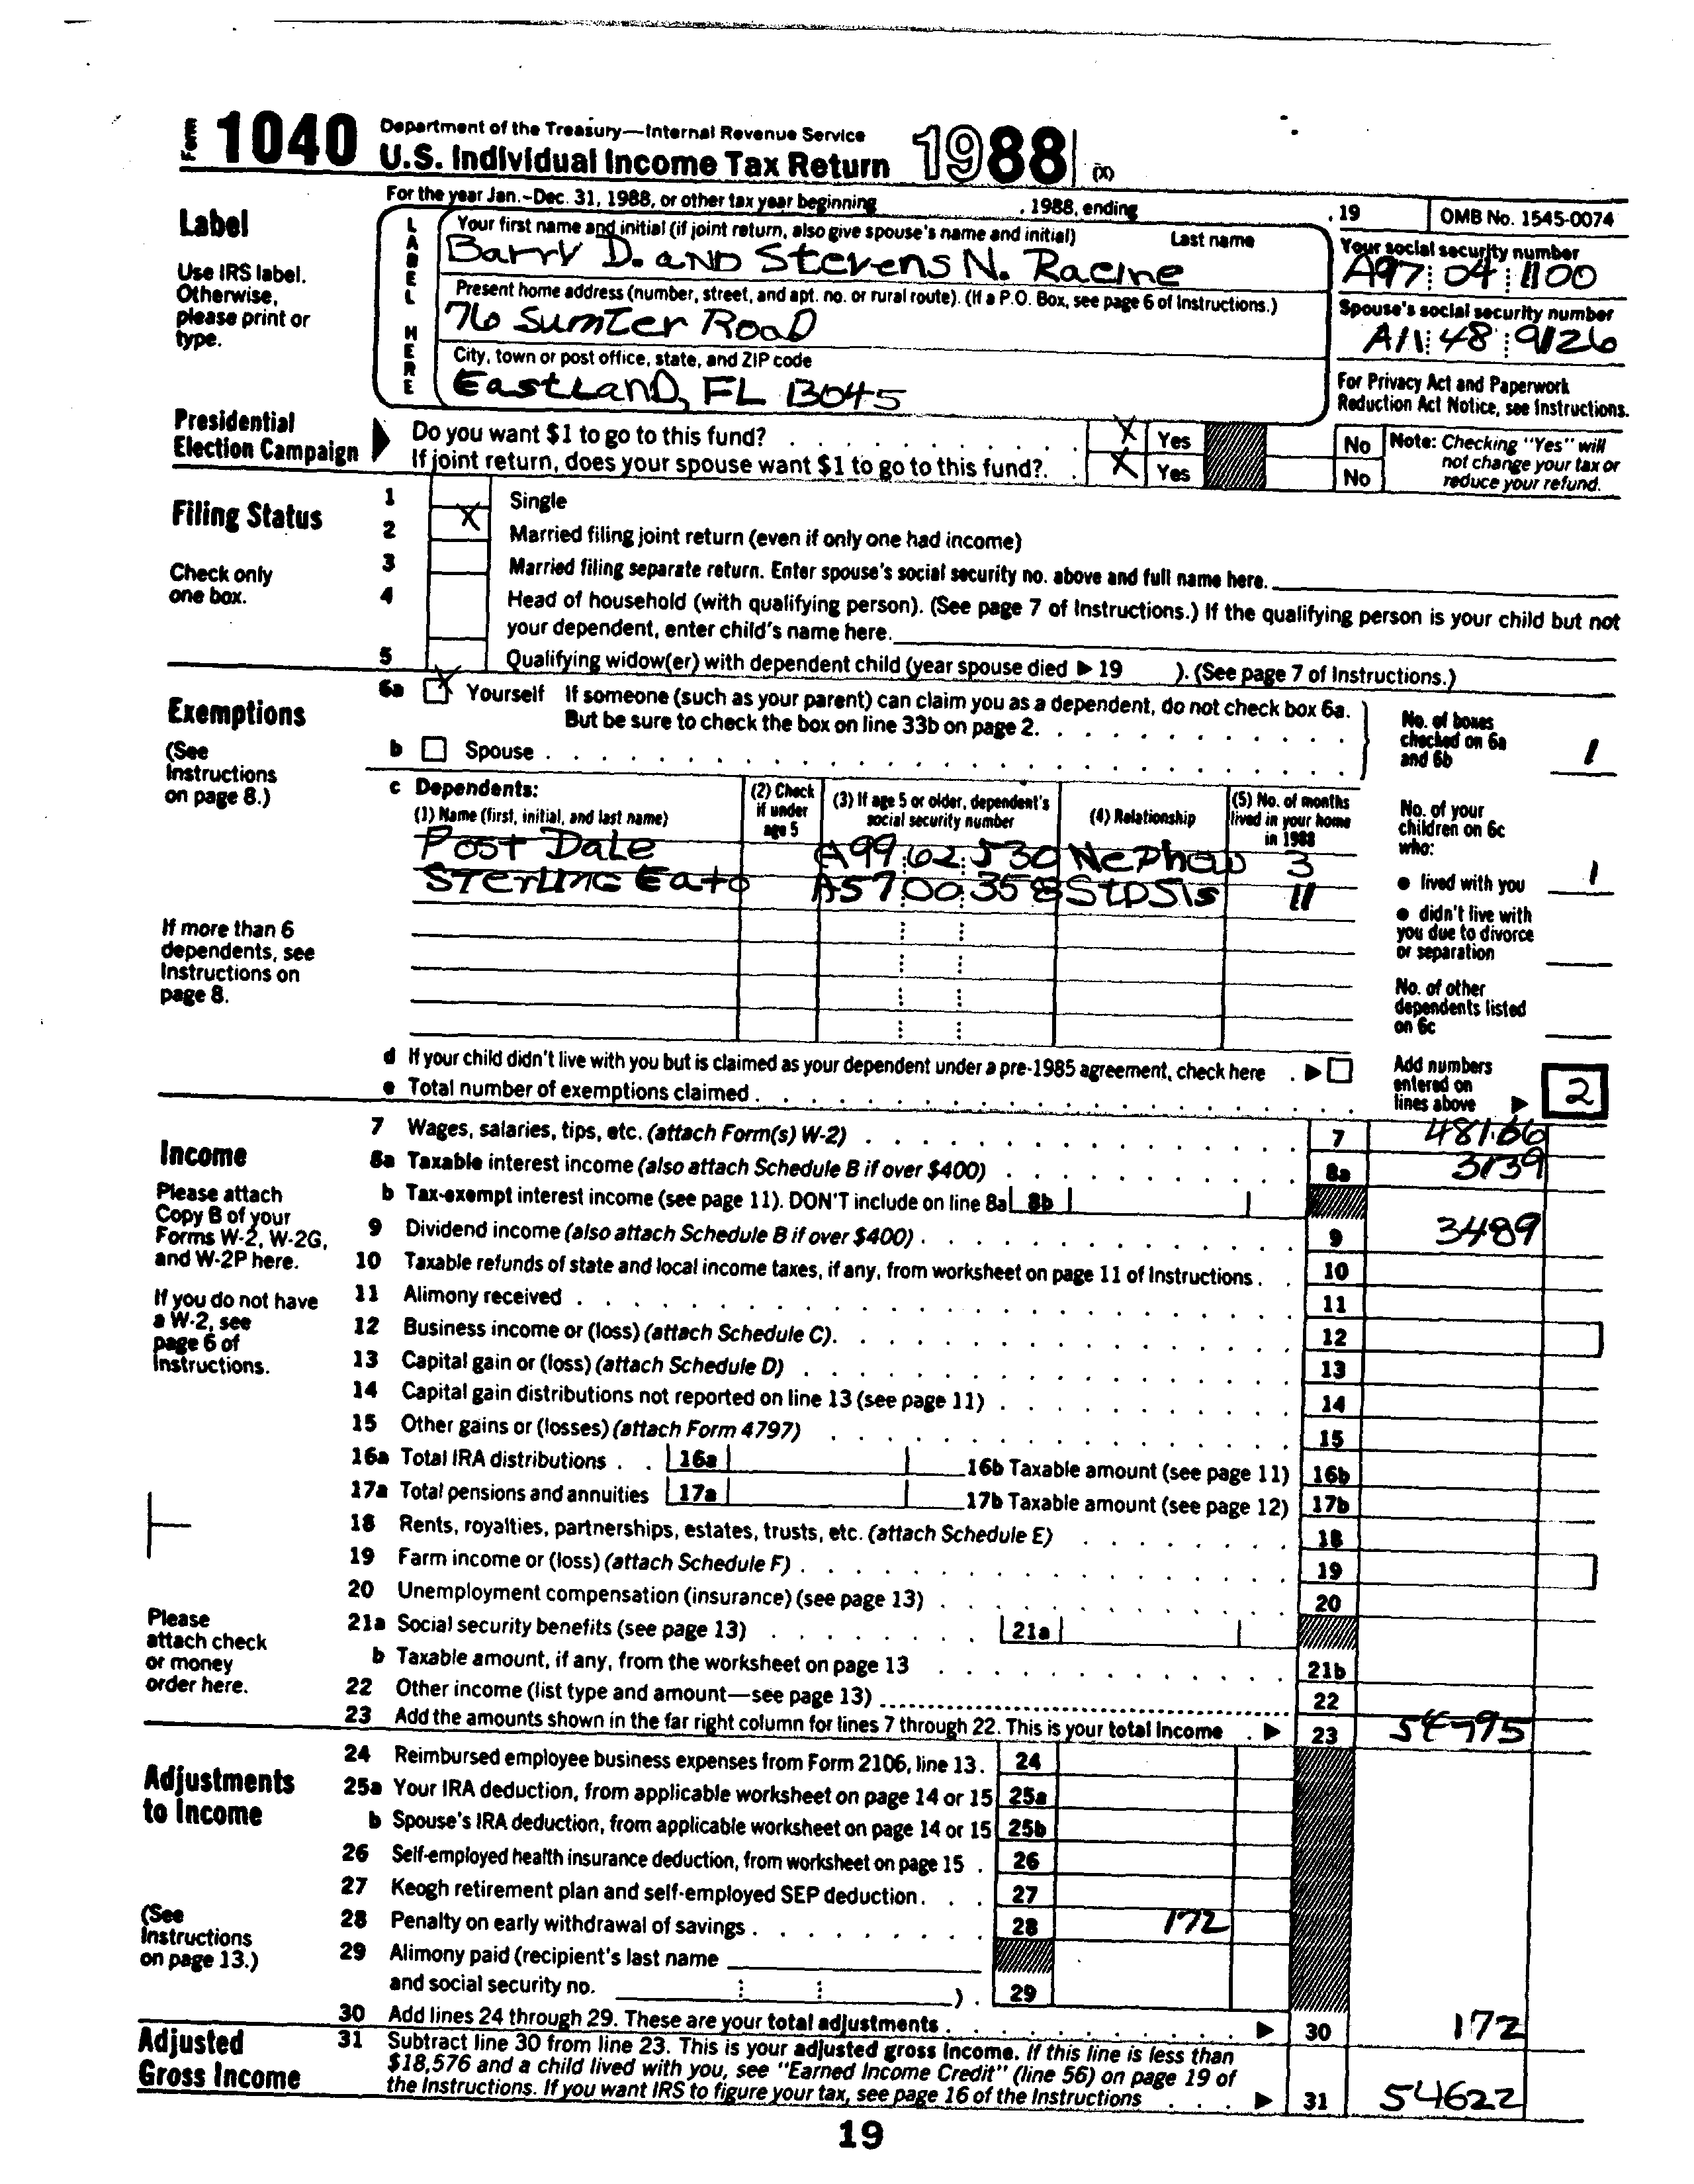 Form 1040 Department of the Treasury—Internal Revenue Service
U.S. Individual Income Tax Return 1988 (X)
For the year Jan.-Dec. 31, 1988, or other tax year beginning , 1988, ending , 19 OMB No. 1545-0074
Label
Use IRS label.
Otherwise,
please print or
type.
LABEL HERE
Your first name and initial (if joint return, also give spouse's name and initial) Last name
Barry D. AND Stevens N. Racine
Your social security number
A97 04 1100
Present home address (number, street, and apt. no. or rural route). (If a P.O. Box, see page 6 of Instructions.)
76 Sumter Road
Spouse's social security number
A11 48 9126
City, town or post office, state, and ZIP code
Eastland, FL 13045
For Privacy Act and Paperwork
Reduction Act Notice, see Instructions.
Presidential
Election Campaign
Do you want $1 to go to this fund? X Yes No
If joint return, does your spouse want $1 to go to this fund?. X Yes No
Note: Checking "Yes" will
not change your tax or
reduce your refund.
Filing Status
Check only
one box.
1 Single
2 X Married filing joint return (even if only one had income)
3 Married filing separate return. Enter spouse's social security no. above and full name here.
4 Head of household (with qualifying person). (See page 7 of Instructions.) If the qualifying person is your child but not
your dependent, enter child's name here.
5 Qualifying widow(er) with dependent child (year spouse died ▶ 19 ). (See page 7 of Instructions.)
Exemptions
(See
Instructions
on page 8.)
6a X Yourself If someone (such as your parent) can claim you as a dependent, do not check box 6a.
But be sure to check the box on line 33b on page 2.
b Spouse
No. of boxes
checked on 6a
and 6b 1
c Dependents:
(1) Name (first, initial, and last name)
(2) Check
if under
age 5
(3) If age 5 or older, dependent's
social security number
(4) Relationship
(5) No. of months
lived in your home
in 1988
Post Dale A99 62 530 Nephew 3
Sterling Eato A57 00 358 StDSis 11
No. of your
children on 6c
who:
● lived with you 1
● didn't live with
you due to divorce
or separation
No. of other
dependents listed
on 6c
If more than 6
dependents, see
Instructions on
page 8.
d If your child didn't live with you but is claimed as your dependent under a pre-1985 agreement, check here . ▶
e Total number of exemptions claimed
Add numbers
entered on
lines above ▶ 2
Income
Please attach
Copy B of your
Forms W-2, W-2G,
and W-2P here.
If you do not have
a W-2, see
page 6 of
Instructions.
7 Wages, salaries, tips, etc. (attach Form(s) W-2) 7 48166
8a Taxable interest income (also attach Schedule B if over $400) 8a 3139
b Tax-exempt interest income (see page 11). DON'T include on line 8a 8b
9 Dividend income (also attach Schedule B if over $400) 9 3489
10 Taxable refunds of state and local income taxes, if any, from worksheet on page 11 of Instructions 10
11 Alimony received 11
12 Business income or (loss) (attach Schedule C) 12
13 Capital gain or (loss) (attach Schedule D) 13
14 Capital gain distributions not reported on line 13 (see page 11) 14
15 Other gains or (losses) (attach Form 4797) 15
16a Total IRA distributions 16a 16b Taxable amount (see page 11) 16b
17a Total pensions and annuities 17a 17b Taxable amount (see page 12) 17b
18 Rents, royalties, partnerships, estates, trusts, etc. (attach Schedule E) 18
19 Farm income or (loss) (attach Schedule F) 19
20 Unemployment compensation (insurance) (see page 13) 20
21a Social security benefits (see page 13) 21a
b Taxable amount, if any, from the worksheet on page 13 21b
22 Other income (list type and amount—see page 13) 22
23 Add the amounts shown in the far right column for lines 7 through 22. This is your total income ▶ 23 54795
Please
attach check
or money
order here.
Adjustments
to Income
(See
Instructions
on page 13.)
24 Reimbursed employee business expenses from Form 2106, line 13. 24
25a Your IRA deduction, from applicable worksheet on page 14 or 15 25a
b Spouse's IRA deduction, from applicable worksheet on page 14 or 15 25b
26 Self-employed health insurance deduction, from worksheet on page 15 26
27 Keogh retirement plan and self-employed SEP deduction 27
28 Penalty on early withdrawal of savings 28 172
29 Alimony paid (recipient's last name
and social security no. ). 29
30 Add lines 24 through 29. These are your total adjustments ▶ 30 172
Adjusted
Gross Income
31 Subtract line 30 from line 23. This is your adjusted gross income. If this line is less than
$18,576 and a child lived with you, see "Earned Income Credit" (line 56) on page 19 of
the Instructions. If you want IRS to figure your tax, see page 16 of the Instructions ▶ 31 54622
19